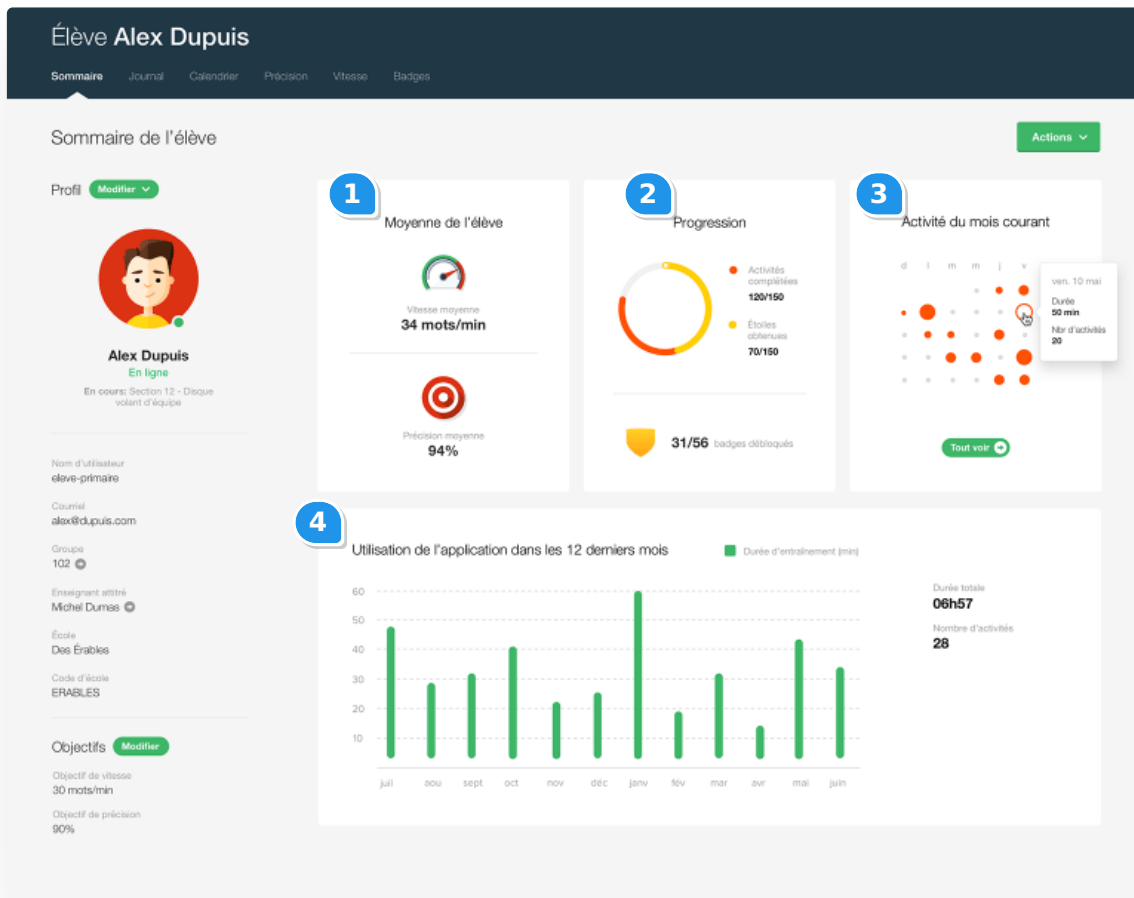 Élève Alex Dupuis
Sommaire Journal Calendrier Précision Vitesse Badges
Sommaire de l'élève
Actions
Profil Modifier
Alex Dupuis
En ligne
En cours: Section 12 - Disque
volant d'équipe
Nom d'utilisateur
eleve-primaire
Courriel
alex@dupuis.com
Groupe
102
Enseignant attitré
Michel Dumas
École
Des Érables
Code d'école
ERABLES
Objectifs Modifier
Objectif de vitesse
30 mots/min
Objectif de précision
90%
1
Moyenne de l'élève
Vitesse moyenne
34 mots/min
Précision moyenne
94%
2
Progression
Activités
complétées
120/150
Étoiles
obtenues
70/150
31/56 badges débloqués
3
Activité du mois courant
d l m m j v
ven. 10 mai
Durée
50 min
Nbr d'activités
20
Tout voir
4
Utilisation de l'application dans les 12 derniers mois
Durée d'entraînement (min)
60
50
40
30
20
10
juil aou sept oct nov déc janv fév mar avr mai juin
Durée totale
06h57
Nombre d'activités
28